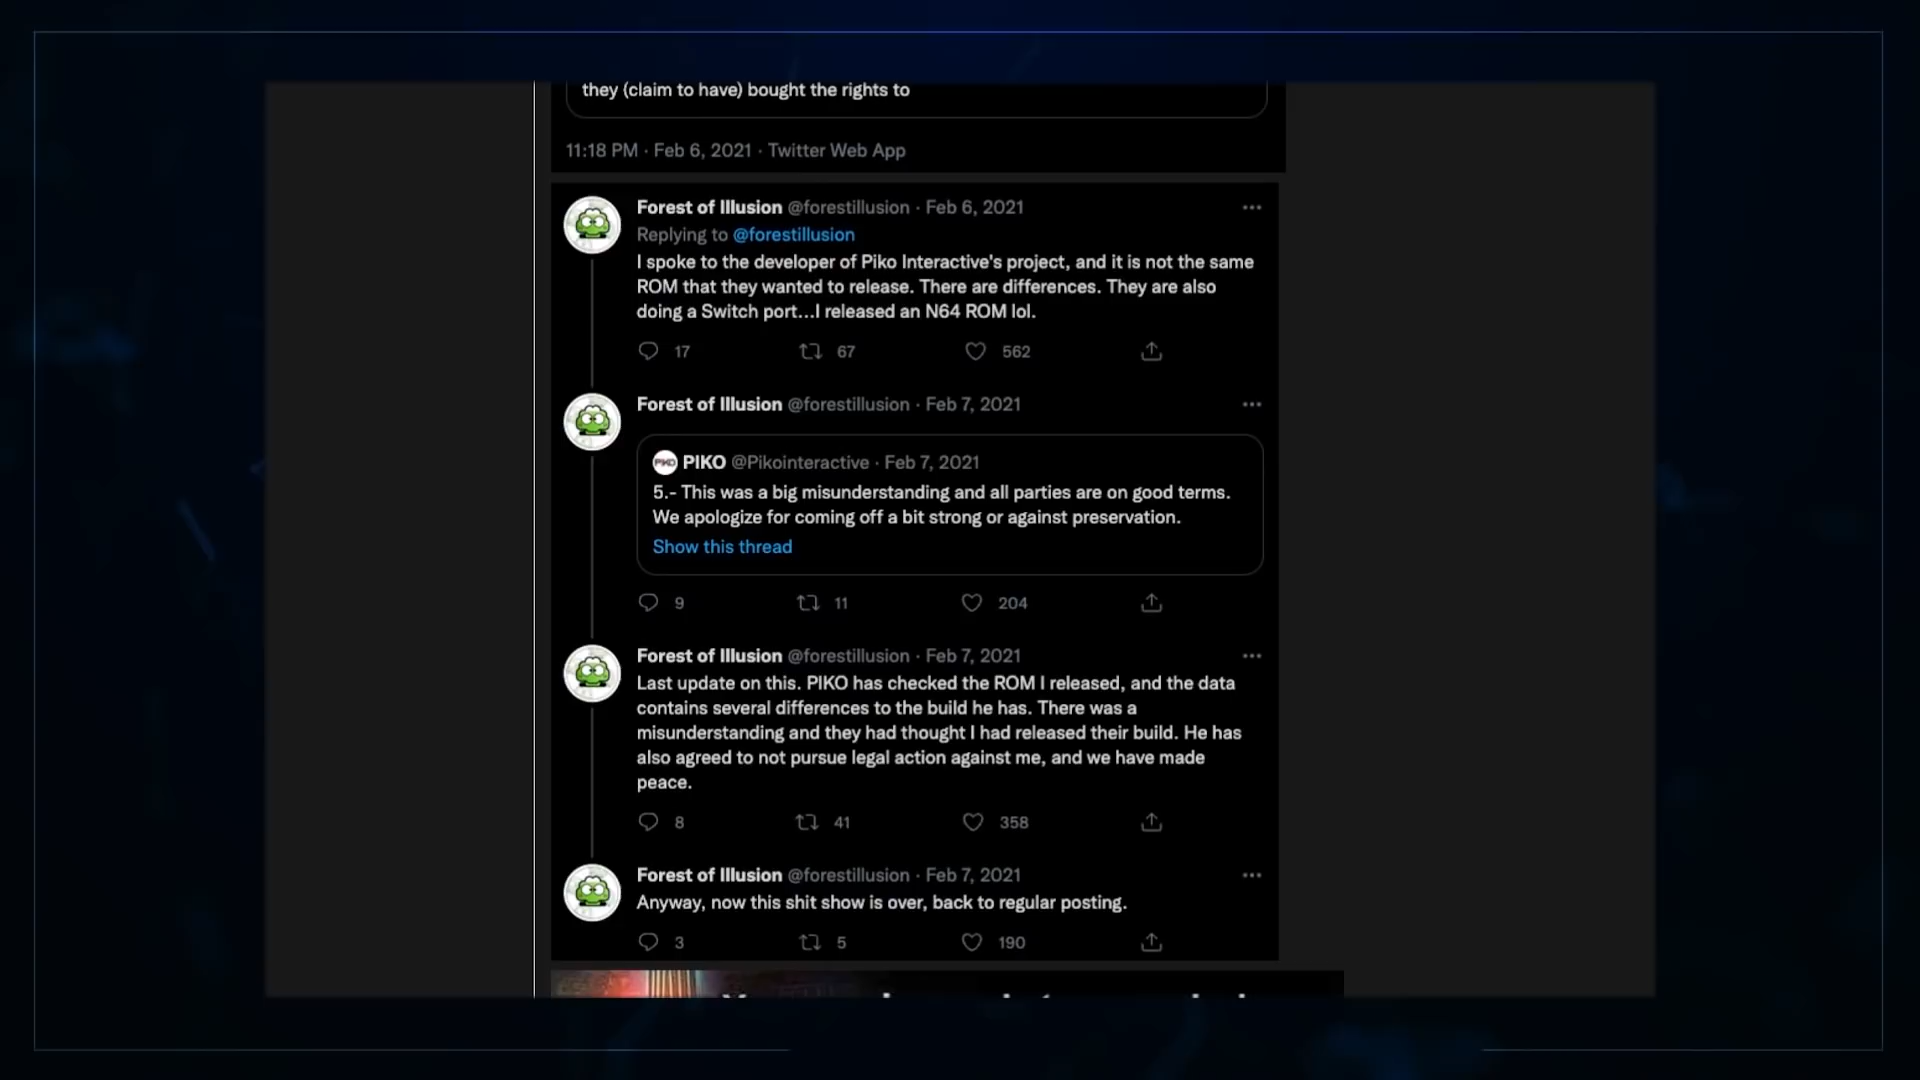 they (claim to have) bought the rights to
11:18 PM · Feb 6, 2021 · Twitter Web App
Forest of Illusion @forestillusion · Feb 6, 2021
Replying to @forestillusion
I spoke to the developer of Piko Interactive's project, and it is not the same
ROM that they wanted to release. There are differences. They are also
doing a Switch port...I released an N64 ROM lol.
17 67 562
Forest of Illusion @forestillusion · Feb 7, 2021
PIKO @Pikointeractive · Feb 7, 2021
5.- This was a big misunderstanding and all parties are on good terms.
We apologize for coming off a bit strong or against preservation.
Show this thread
9 11 204
Forest of Illusion @forestillusion · Feb 7, 2021
Last update on this. PIKO has checked the ROM I released, and the data
contains several differences to the build he has. There was a
misunderstanding and they had thought I had released their build. He has
also agreed to not pursue legal action against me, and we have made
peace.
8 41 358
Forest of Illusion @forestillusion · Feb 7, 2021
Anyway, now this shit show is over, back to regular posting.
3 5 190